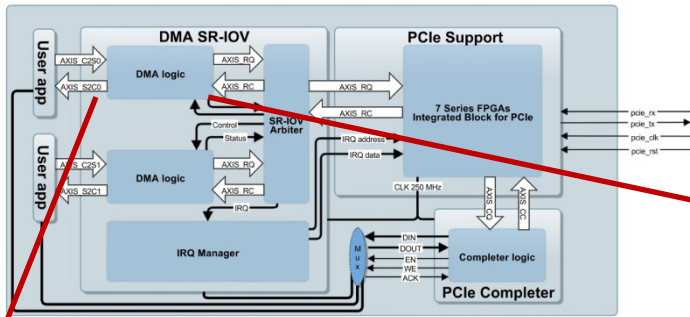 DMA SR-IOV
PCIe Support
User app
AXIS_C2S0
AXIS_S2C0
DMA logic
AXIS_RQ
AXIS_RC
SR-IOV
Arbiter
AXIS_RQ
AXIS_RC
7 Series FPGAs
Integrated Block for PCIe
pcie_rx
pcie_tx
pcie_clk
pcie_rst
Control
Status
IRQ address
IRQ data
User app
AXIS_C2S1
AXIS_S2C1
DMA logic
AXIS_RQ
AXIS_RC
IRQ
CLK 250 MHz
AXIS_CQ
AXIS_CC
IRQ Manager
Mux
DIN
DOUT
EN
WE
ACK
Completer logic
PCIe Completer